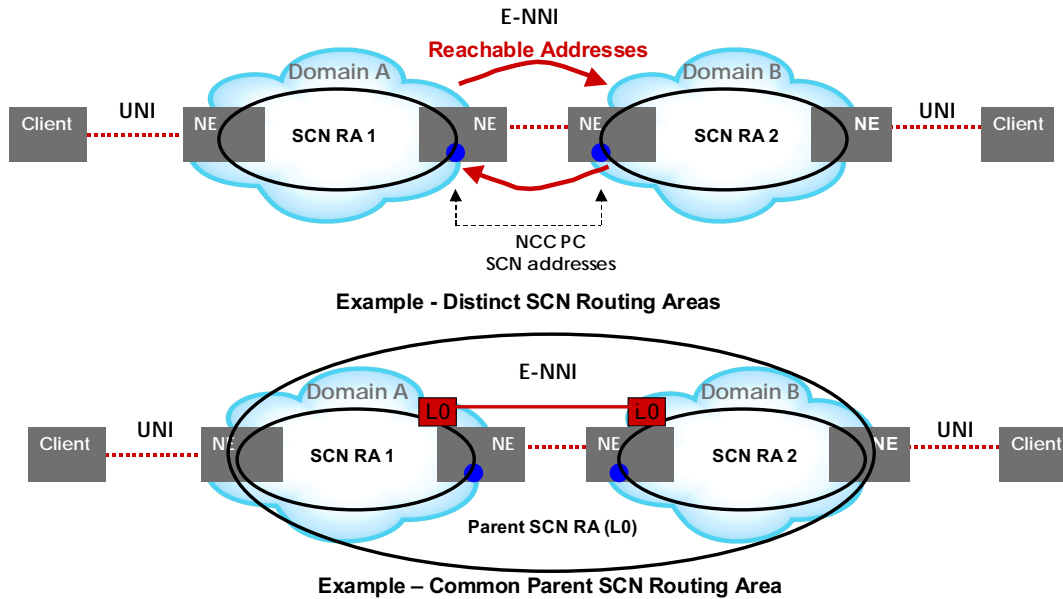 E-NNI
Reachable Addresses
Domain A
Domain B
Client
UNI
NE
SCN RA 1
NE
NE
SCN RA 2
NE
UNI
Client
NCC PC
SCN addresses
Example - Distinct SCN Routing Areas
E-NNI
Domain A
Domain B
L0
L0
Client
UNI
NE
SCN RA 1
NE
NE
SCN RA 2
NE
UNI
Client
Parent SCN RA (L0)
Example – Common Parent SCN Routing Area